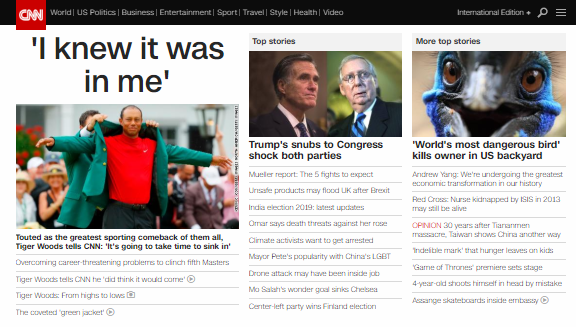 CNN World | US Politics | Business | Entertainment | Sport | Travel | Style | Health | Video International Edition +
'I knew it was
in me'
Touted as the greatest sporting comeback of them all,
Tiger Woods tells CNN: 'It's going to take time to sink in'
Overcoming career-threatening problems to clinch fifth Masters
Tiger Woods tells CNN he 'did think it would come'
Tiger Woods: From highs to lows
The coveted 'green jacket'
Top stories
Trump's snubs to Congress
shock both parties
Mueller report: The 5 fights to expect
Unsafe products may flood UK after Brexit
India election 2019: latest updates
Omar says death threats against her rose
Climate activists want to get arrested
Mayor Pete's popularity with China's LGBT
Drone attack may have been inside job
Mo Salah's wonder goal sinks Chelsea
Center-left party wins Finland election
More top stories
'World's most dangerous bird'
kills owner in US backyard
Andrew Yang: We're undergoing the greatest
economic transformation in our history
Red Cross: Nurse kidnapped by ISIS in 2013
may still be alive
OPINION 30 years after Tiananmen
massacre, Taiwan shows China another way
'Indelible mark' that hunger leaves on kids
'Game of Thrones' premiere sets stage
4-year-old shoots himself in head by mistake
Assange skateboards inside embassy